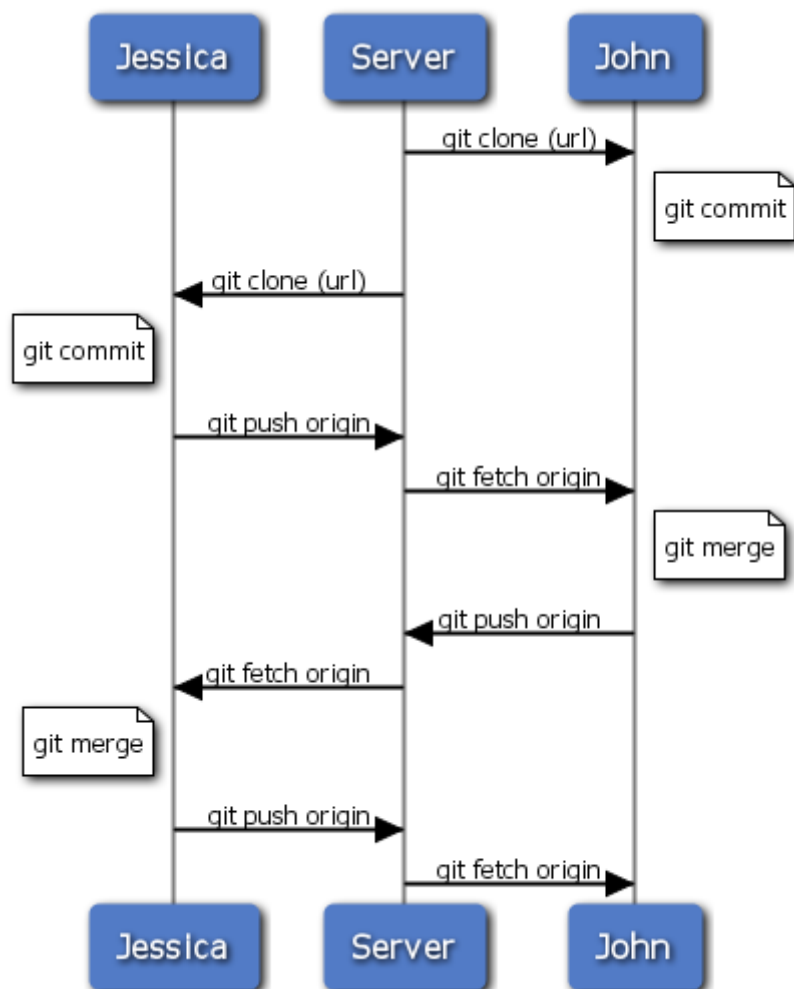 Jessica
Server
John
git clone (url)
git commit
git clone (url)
git commit
git push origin
git fetch origin
git merge
git push origin
git fetch origin
git merge
git push origin
git fetch origin
Jessica
Server
John